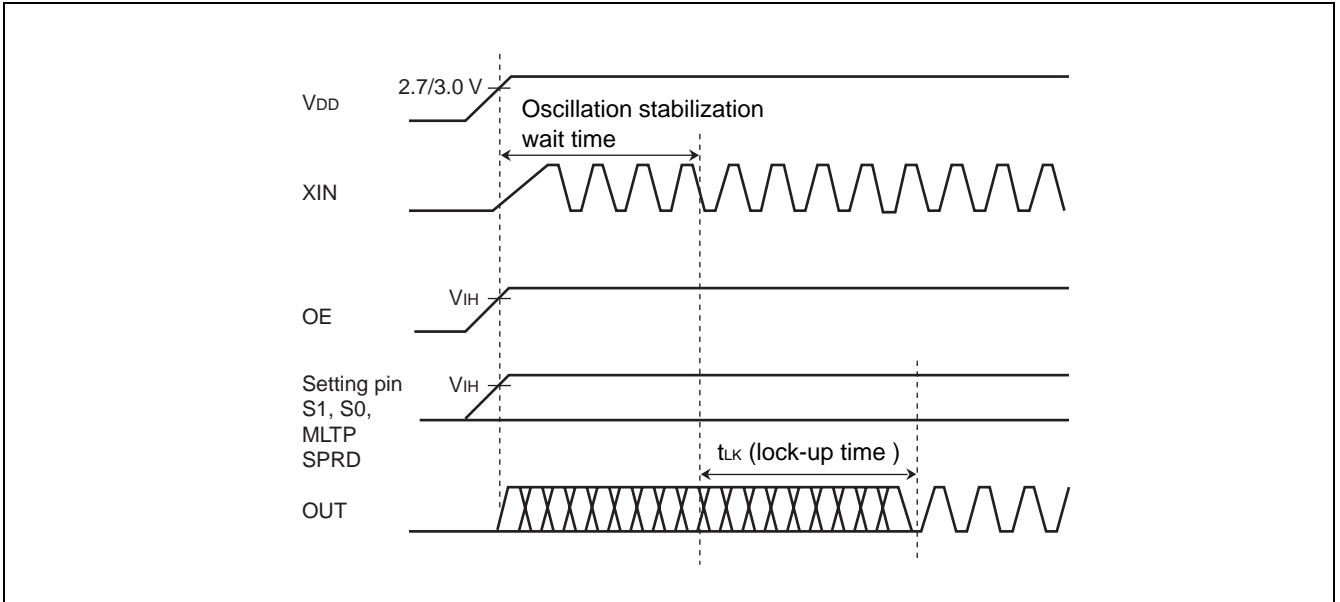 2.7/3.0 V
VDD
Oscillation stabilization
wait time
XIN
VIH
OE
Setting pin
S1, S0,
MLTP
SPRD
VIH
tLK (lock-up time )
OUT